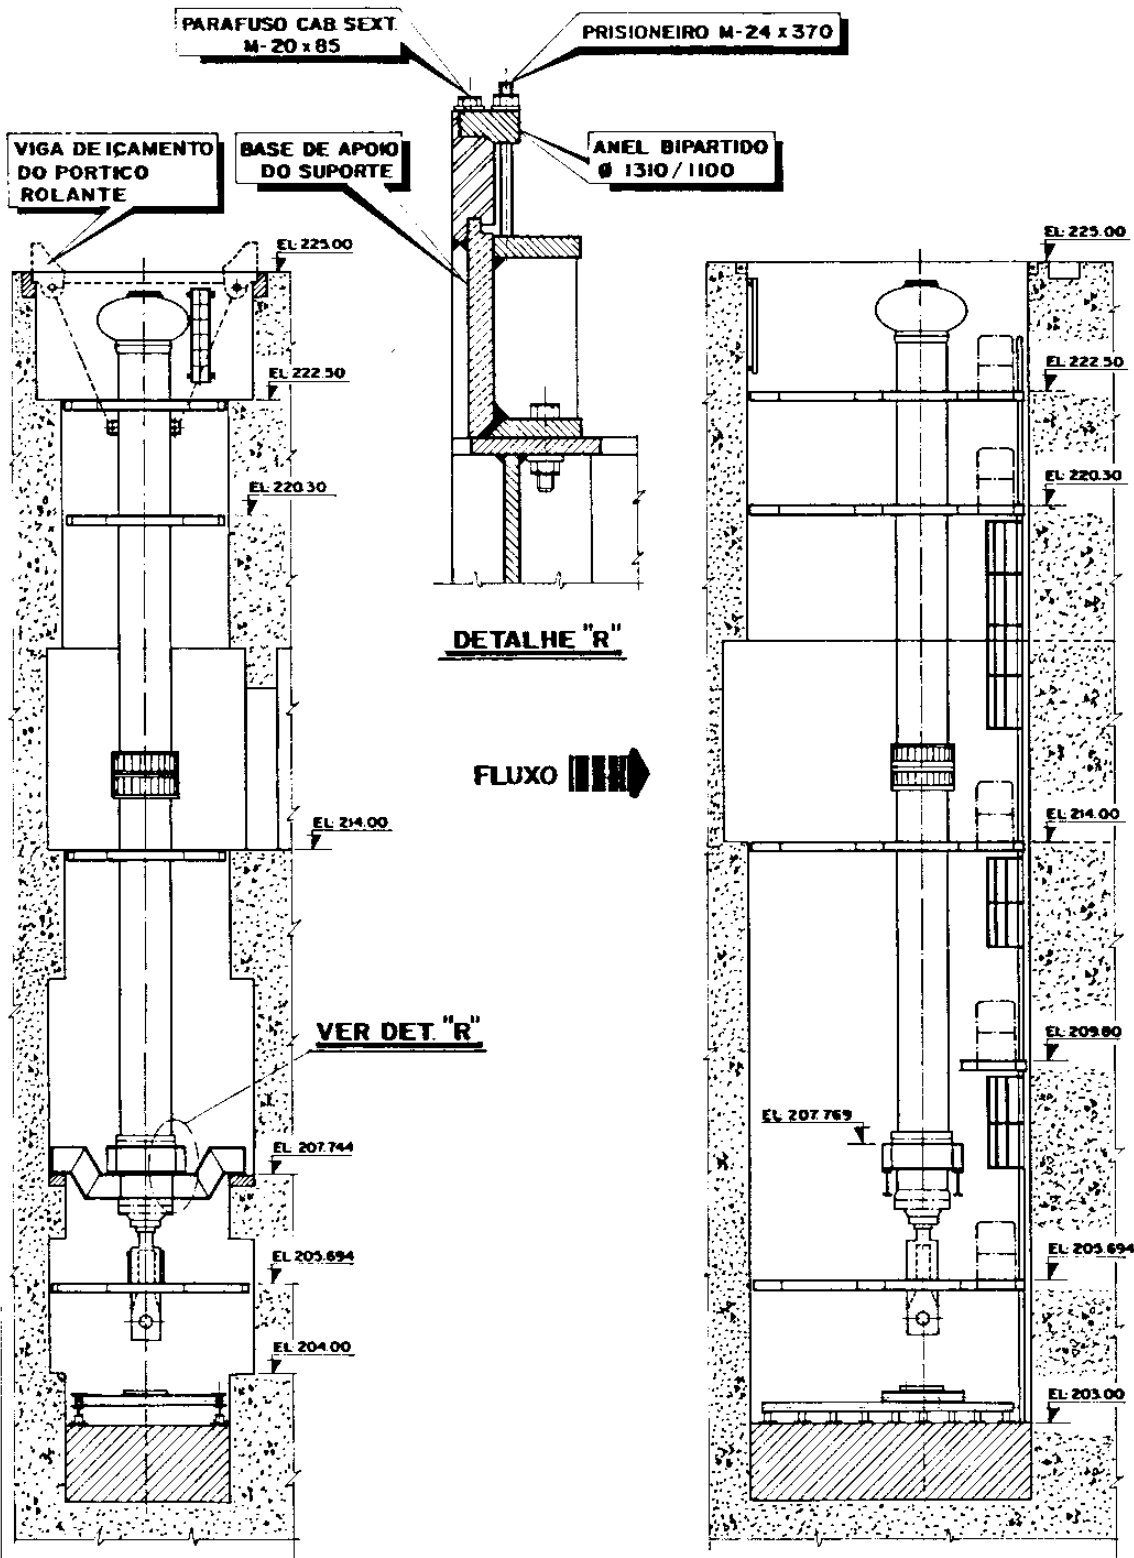 PARAFUSO CAB. SEXT.
M-20 x 85
PRISIONEIRO M-24 x 370
VIGA DE IÇAMENTO
DO PORTICO
ROLANTE
BASE DE APOIO
DO SUPORTE
ANEL BIPARTIDO
Ø 1310/1100
EL. 225.00
EL. 222.50
EL. 220.30
EL. 214.00
VER DET. "R"
EL. 207.744
EL. 205.694
EL. 204.00
DETALHE "R"
FLUXO
EL. 225.00
EL. 222.50
EL. 220.30
EL. 214.00
EL. 209.80
EL. 207.769
EL. 205.694
EL. 203.00